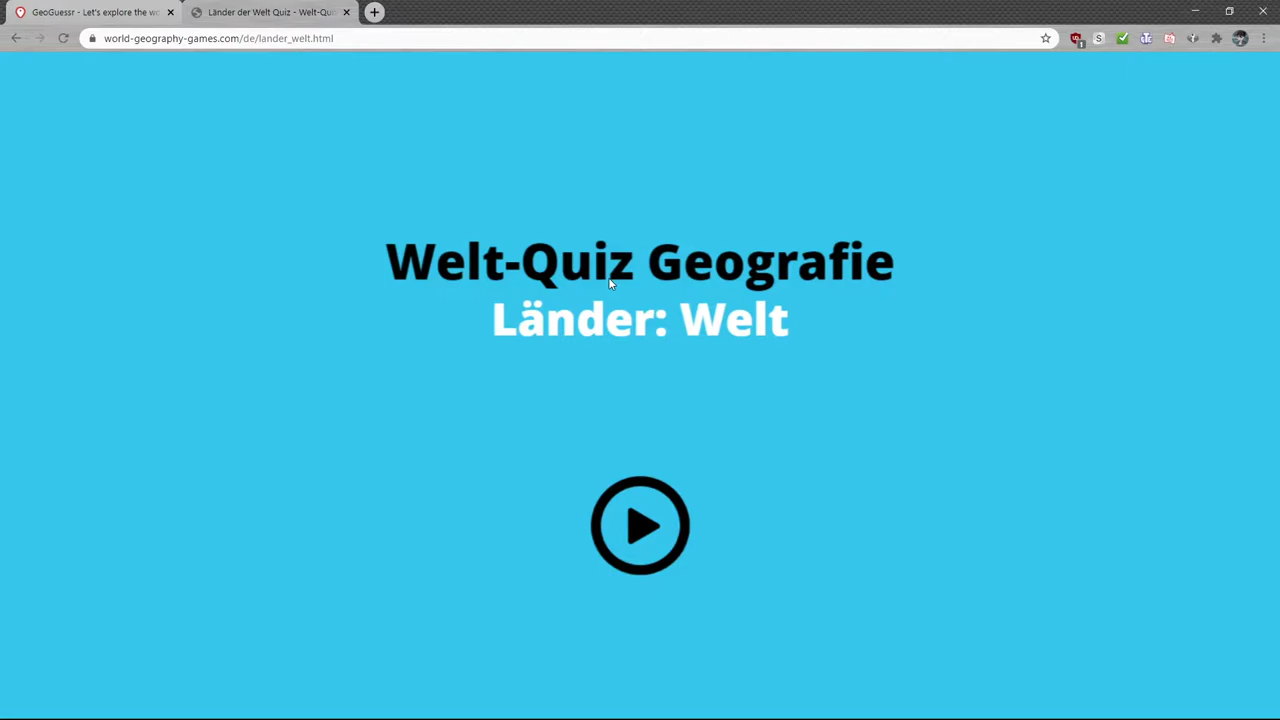 GeoGuessr - Let's explore the wo
Länder der Welt Quiz - Welt-Qui
world-geography-games.com/de/lander_welt.html
1
S
Welt-Quiz Geografie
Länder: Welt